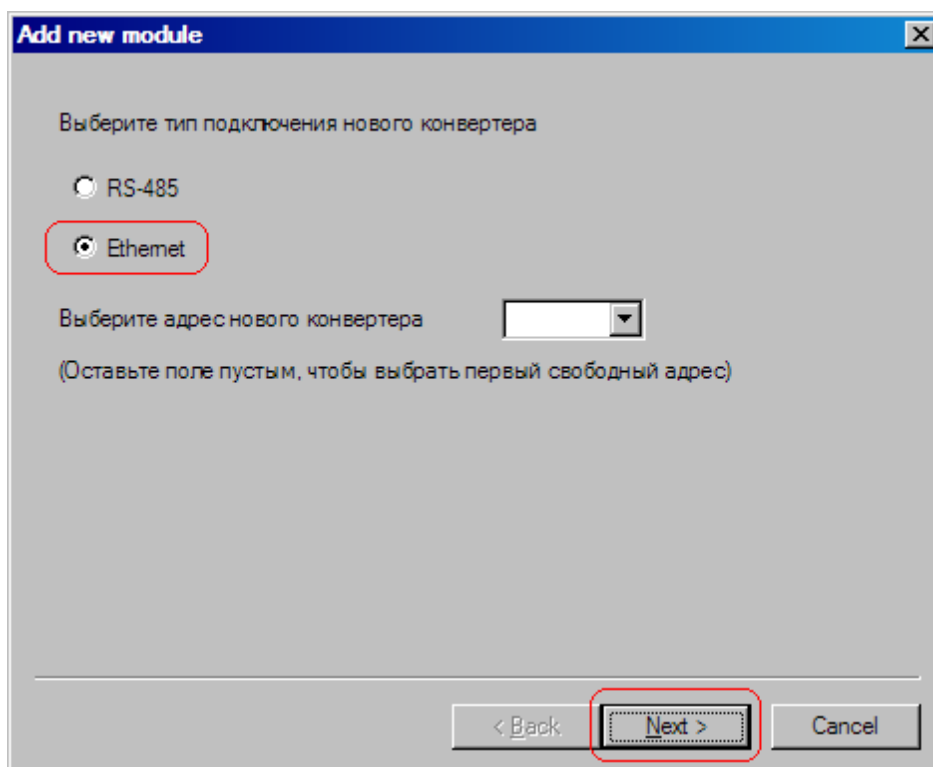 Add new module
Выберите тип подключения нового конвертера
RS-485
Ethernet
Выберите адрес нового конвертера
(Оставьте поле пустым, чтобы выбрать первый свободный адрес)
< Back
Next >
Cancel